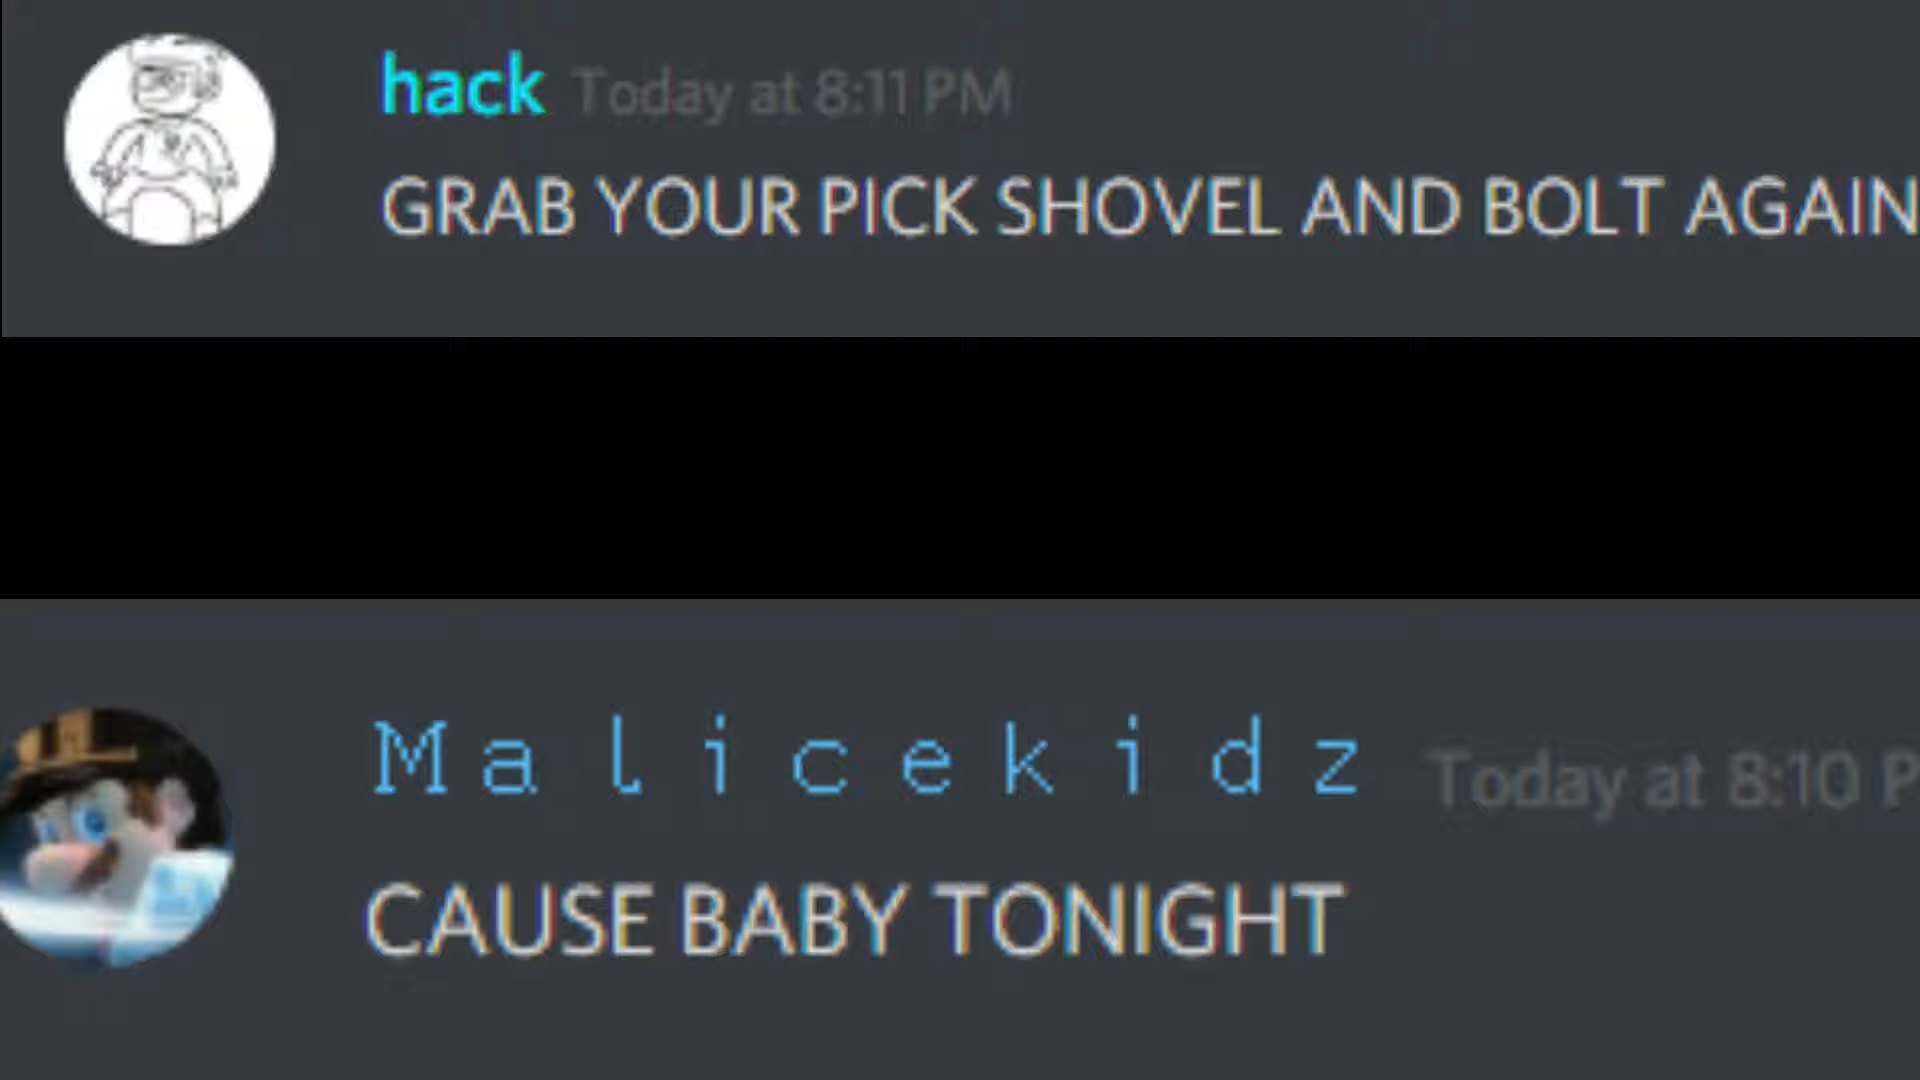 hack Today at 8:11 PM
GRAB YOUR PICK SHOVEL AND BOLT AGAIN
Malicekidz Today at 8:10 P
CAUSE BABY TONIGHT